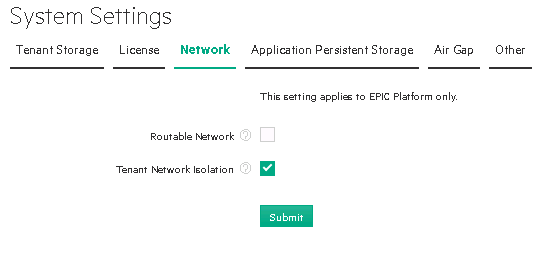 System Settings
Tenant Storage License Network Application Persistent Storage Air Gap Other
This setting applies to EPIC Platform only.
Routable Network ?
Tenant Network Isolation ?
Submit